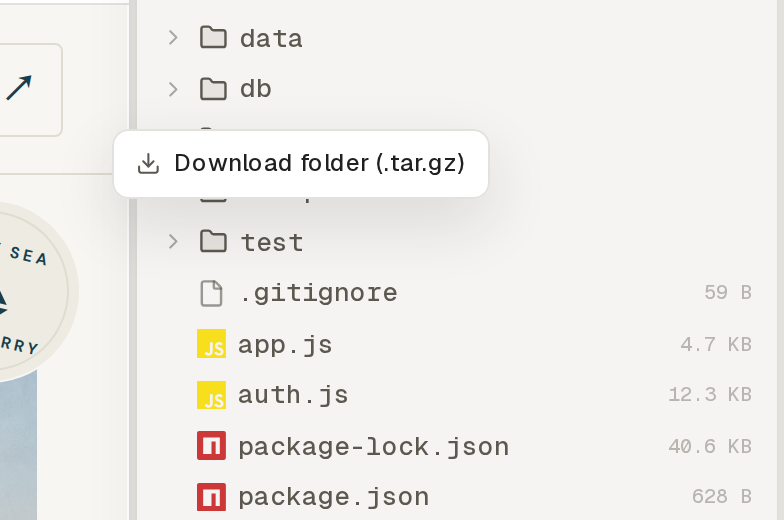 data
db
Download folder (.tar.gz)
test
SEA
.gitignore 59 B
RRY
app.js 4.7 KB
auth.js 12.3 KB
package-lock.json 40.6 KB
package.json 628 B